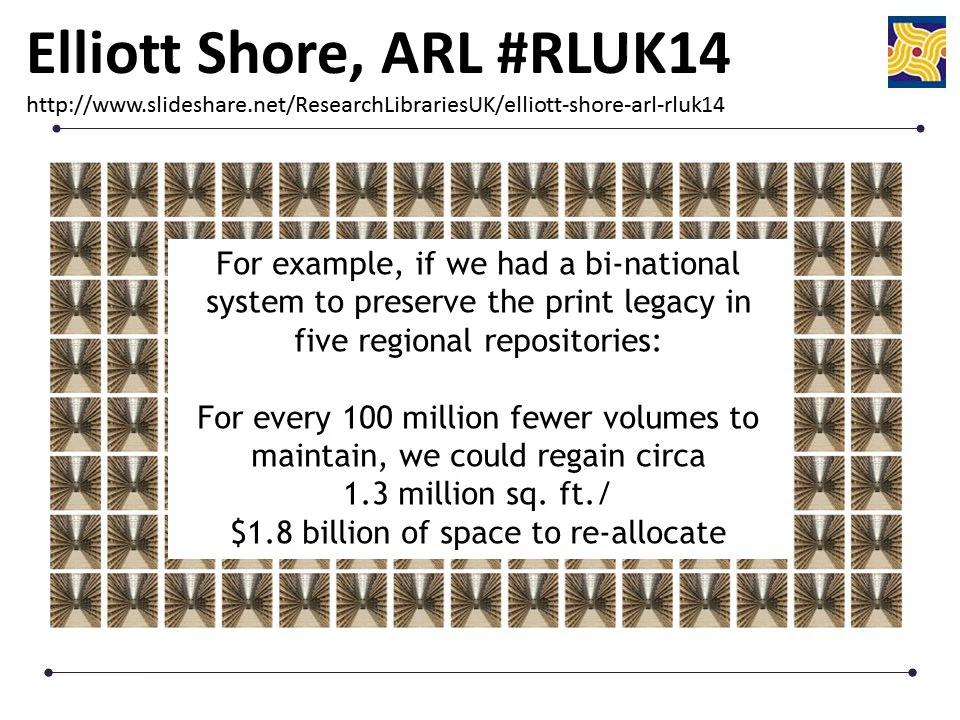 Elliott Shore, ARL #RLUK14
http://www.slideshare.net/ResearchLibrariesUK/elliott-shore-arl-rluk14
For example, if we had a bi-national
system to preserve the print legacy in
five regional repositories:
For every 100 million fewer volumes to
maintain, we could regain circa
1.3 million sq. ft./
$1.8 billion of space to re-allocate